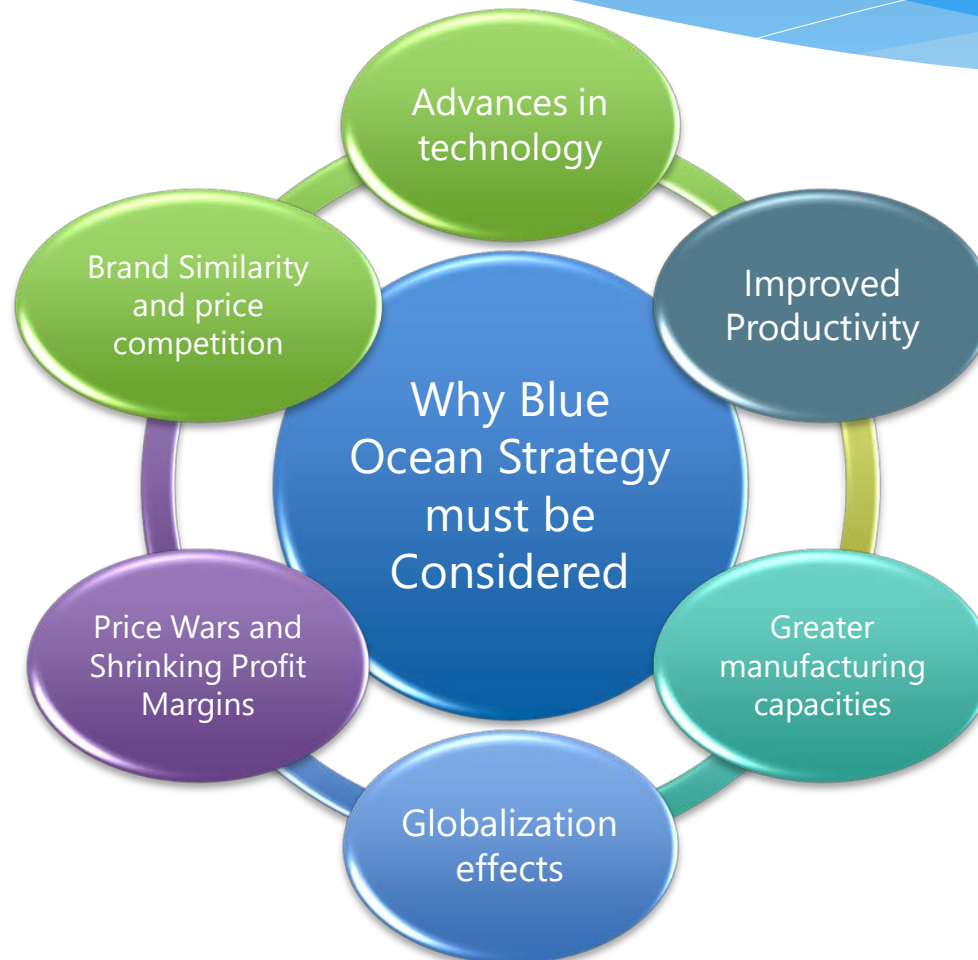 Advances in
technology
Improved
Productivity
Greater
manufacturing
capacities
Globalization
effects
Price Wars and
Shrinking Profit
Margins
Brand Similarity
and price
competition
Why Blue
Ocean Strategy
must be
Considered